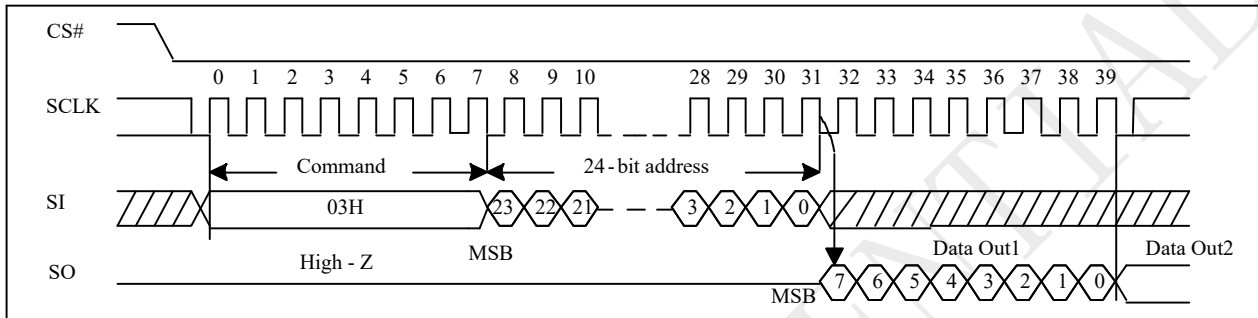 CS#
0 1 2 3 4 5 6 7 8 9 10 28 29 30 31 32 33 34 35 36 37 38 39
SCLK
Command 24-bit address
SI 03H 23 22 21 3 2 1 0
High - Z MSB Data Out1 Data Out2
SO MSB 7 6 5 4 3 2 1 0